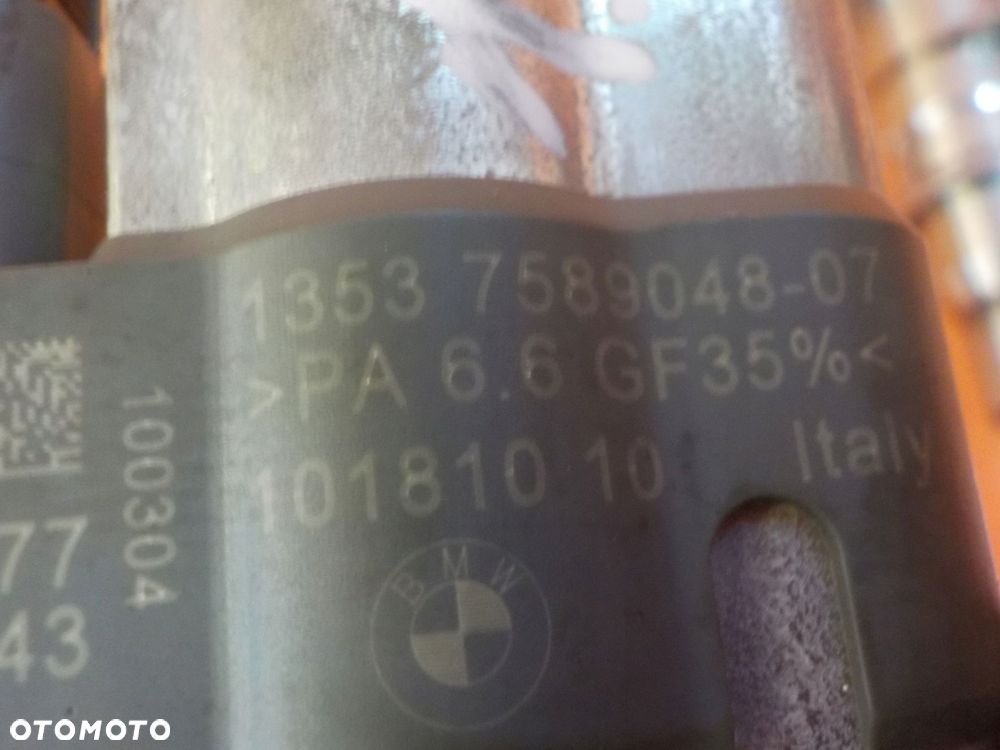 1353 7589048-07
>PA 6.6 GF35%<
101810 10 Italy
100304
77
43
BMW
OTOMOTO